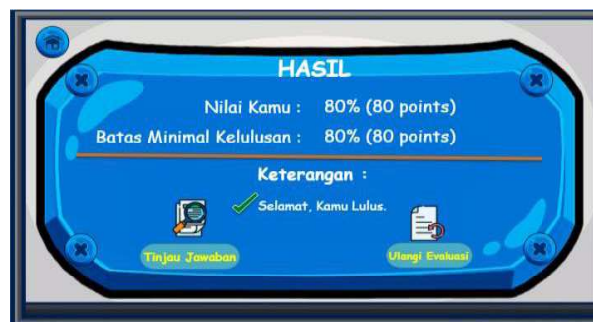 HASIL
Nilai Kamu : 80% (80 points)
Batas Minimal Kelulusan : 80% (80 points)
Keterangan :
Selamat, Kamu Lulus.
Tinjau Jawaban
Ulangi Evaluasi